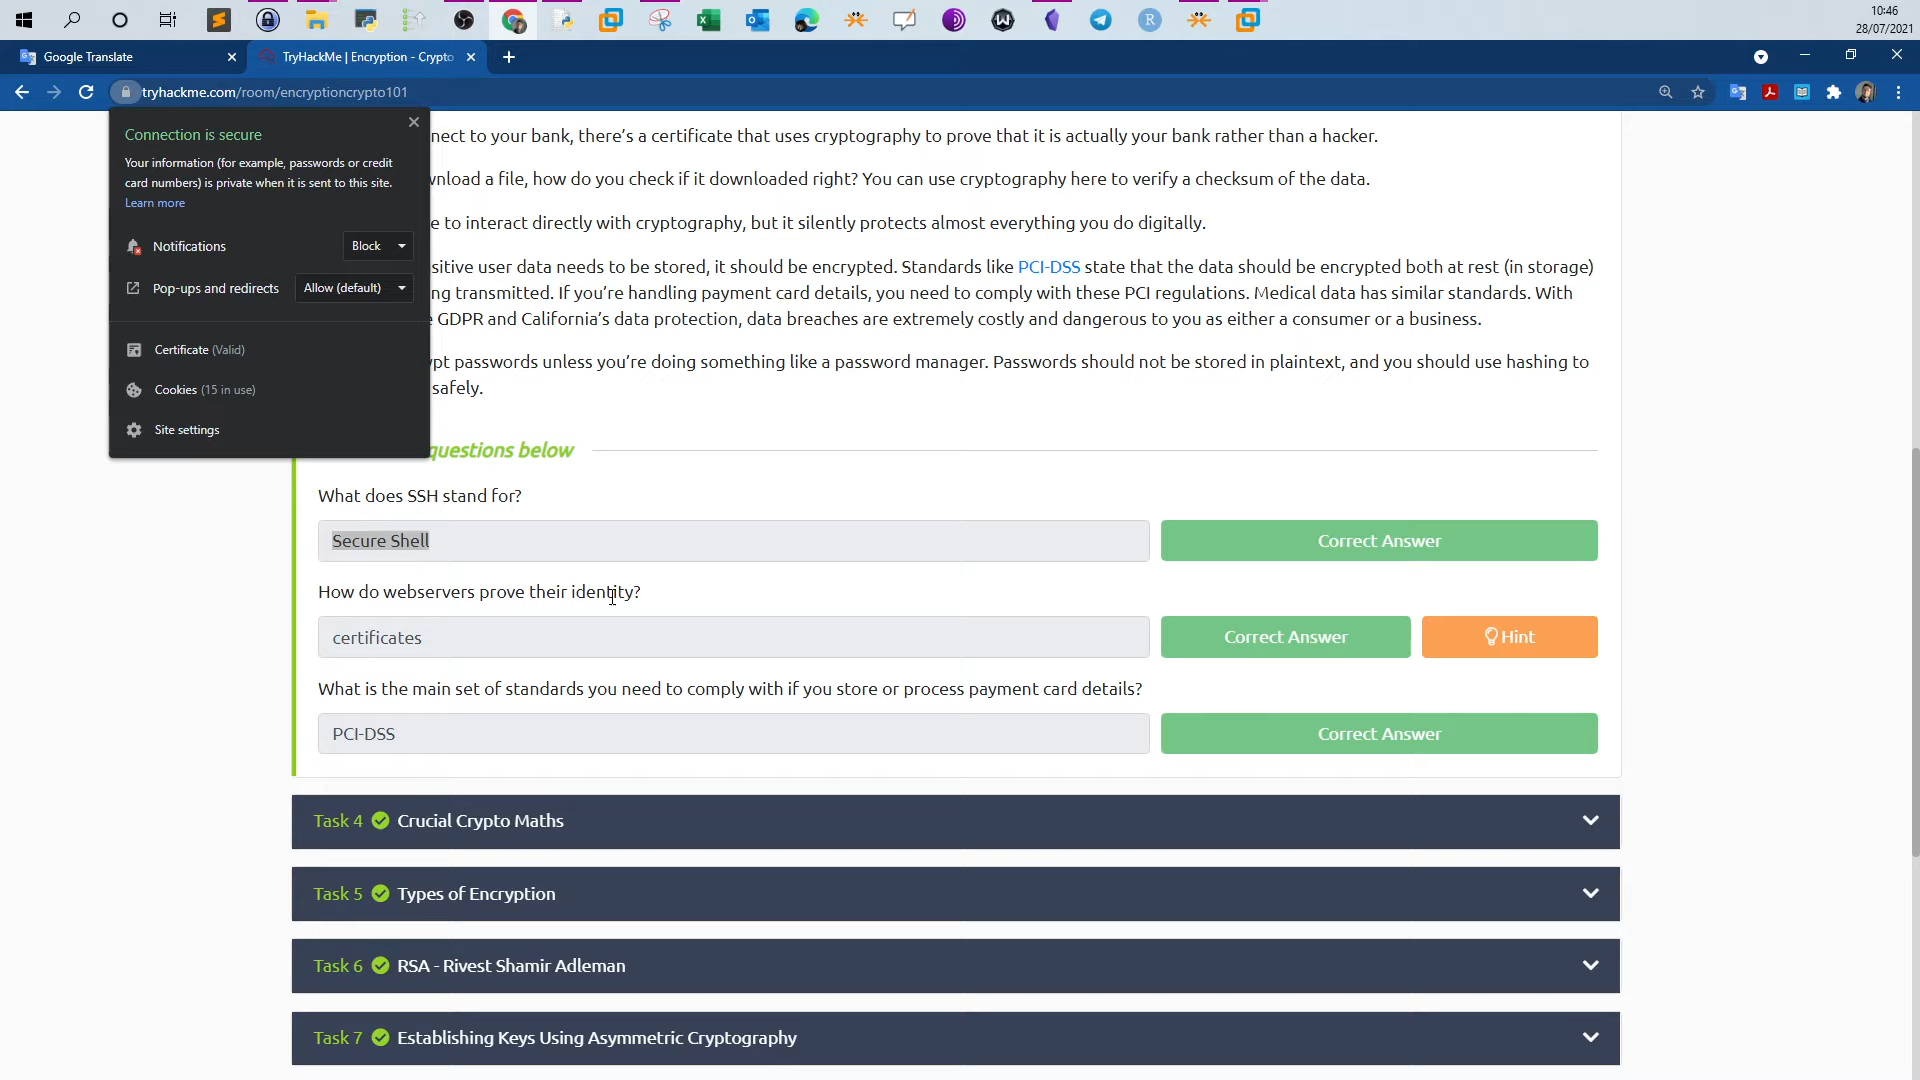 10:46
28/07/2021
Google Translate
TryHackMe | Encryption - Crypto
tryhackme.com/room/encryptioncrypto101
Connection is secure
Your information (for example, passwords or credit
card numbers) is private when it is sent to this site.
Learn more
Notifications
Block
Pop-ups and redirects
Allow (default)
Certificate (Valid)
Cookies (15 in use)
Site settings
nect to your bank, there's a certificate that uses cryptography to prove that it is actually your bank rather than a hacker.
wnload a file, how do you check if it downloaded right? You can use cryptography here to verify a checksum of the data.
e to interact directly with cryptography, but it silently protects almost everything you do digitally.
sitive user data needs to be stored, it should be encrypted. Standards like PCI-DSS state that the data should be encrypted both at rest (in storage)
ng transmitted. If you're handling payment card details, you need to comply with these PCI regulations. Medical data has similar standards. With
GDPR and California's data protection, data breaches are extremely costly and dangerous to you as either a consumer or a business.
pt passwords unless you're doing something like a password manager. Passwords should not be stored in plaintext, and you should use hashing to
safely.
questions below
What does SSH stand for?
Secure Shell
Correct Answer
How do webservers prove their identity?
certificates
Correct Answer
Hint
What is the main set of standards you need to comply with if you store or process payment card details?
PCI-DSS
Correct Answer
Task 4 Crucial Crypto Maths
Task 5 Types of Encryption
Task 6 RSA - Rivest Shamir Adleman
Task 7 Establishing Keys Using Asymmetric Cryptography